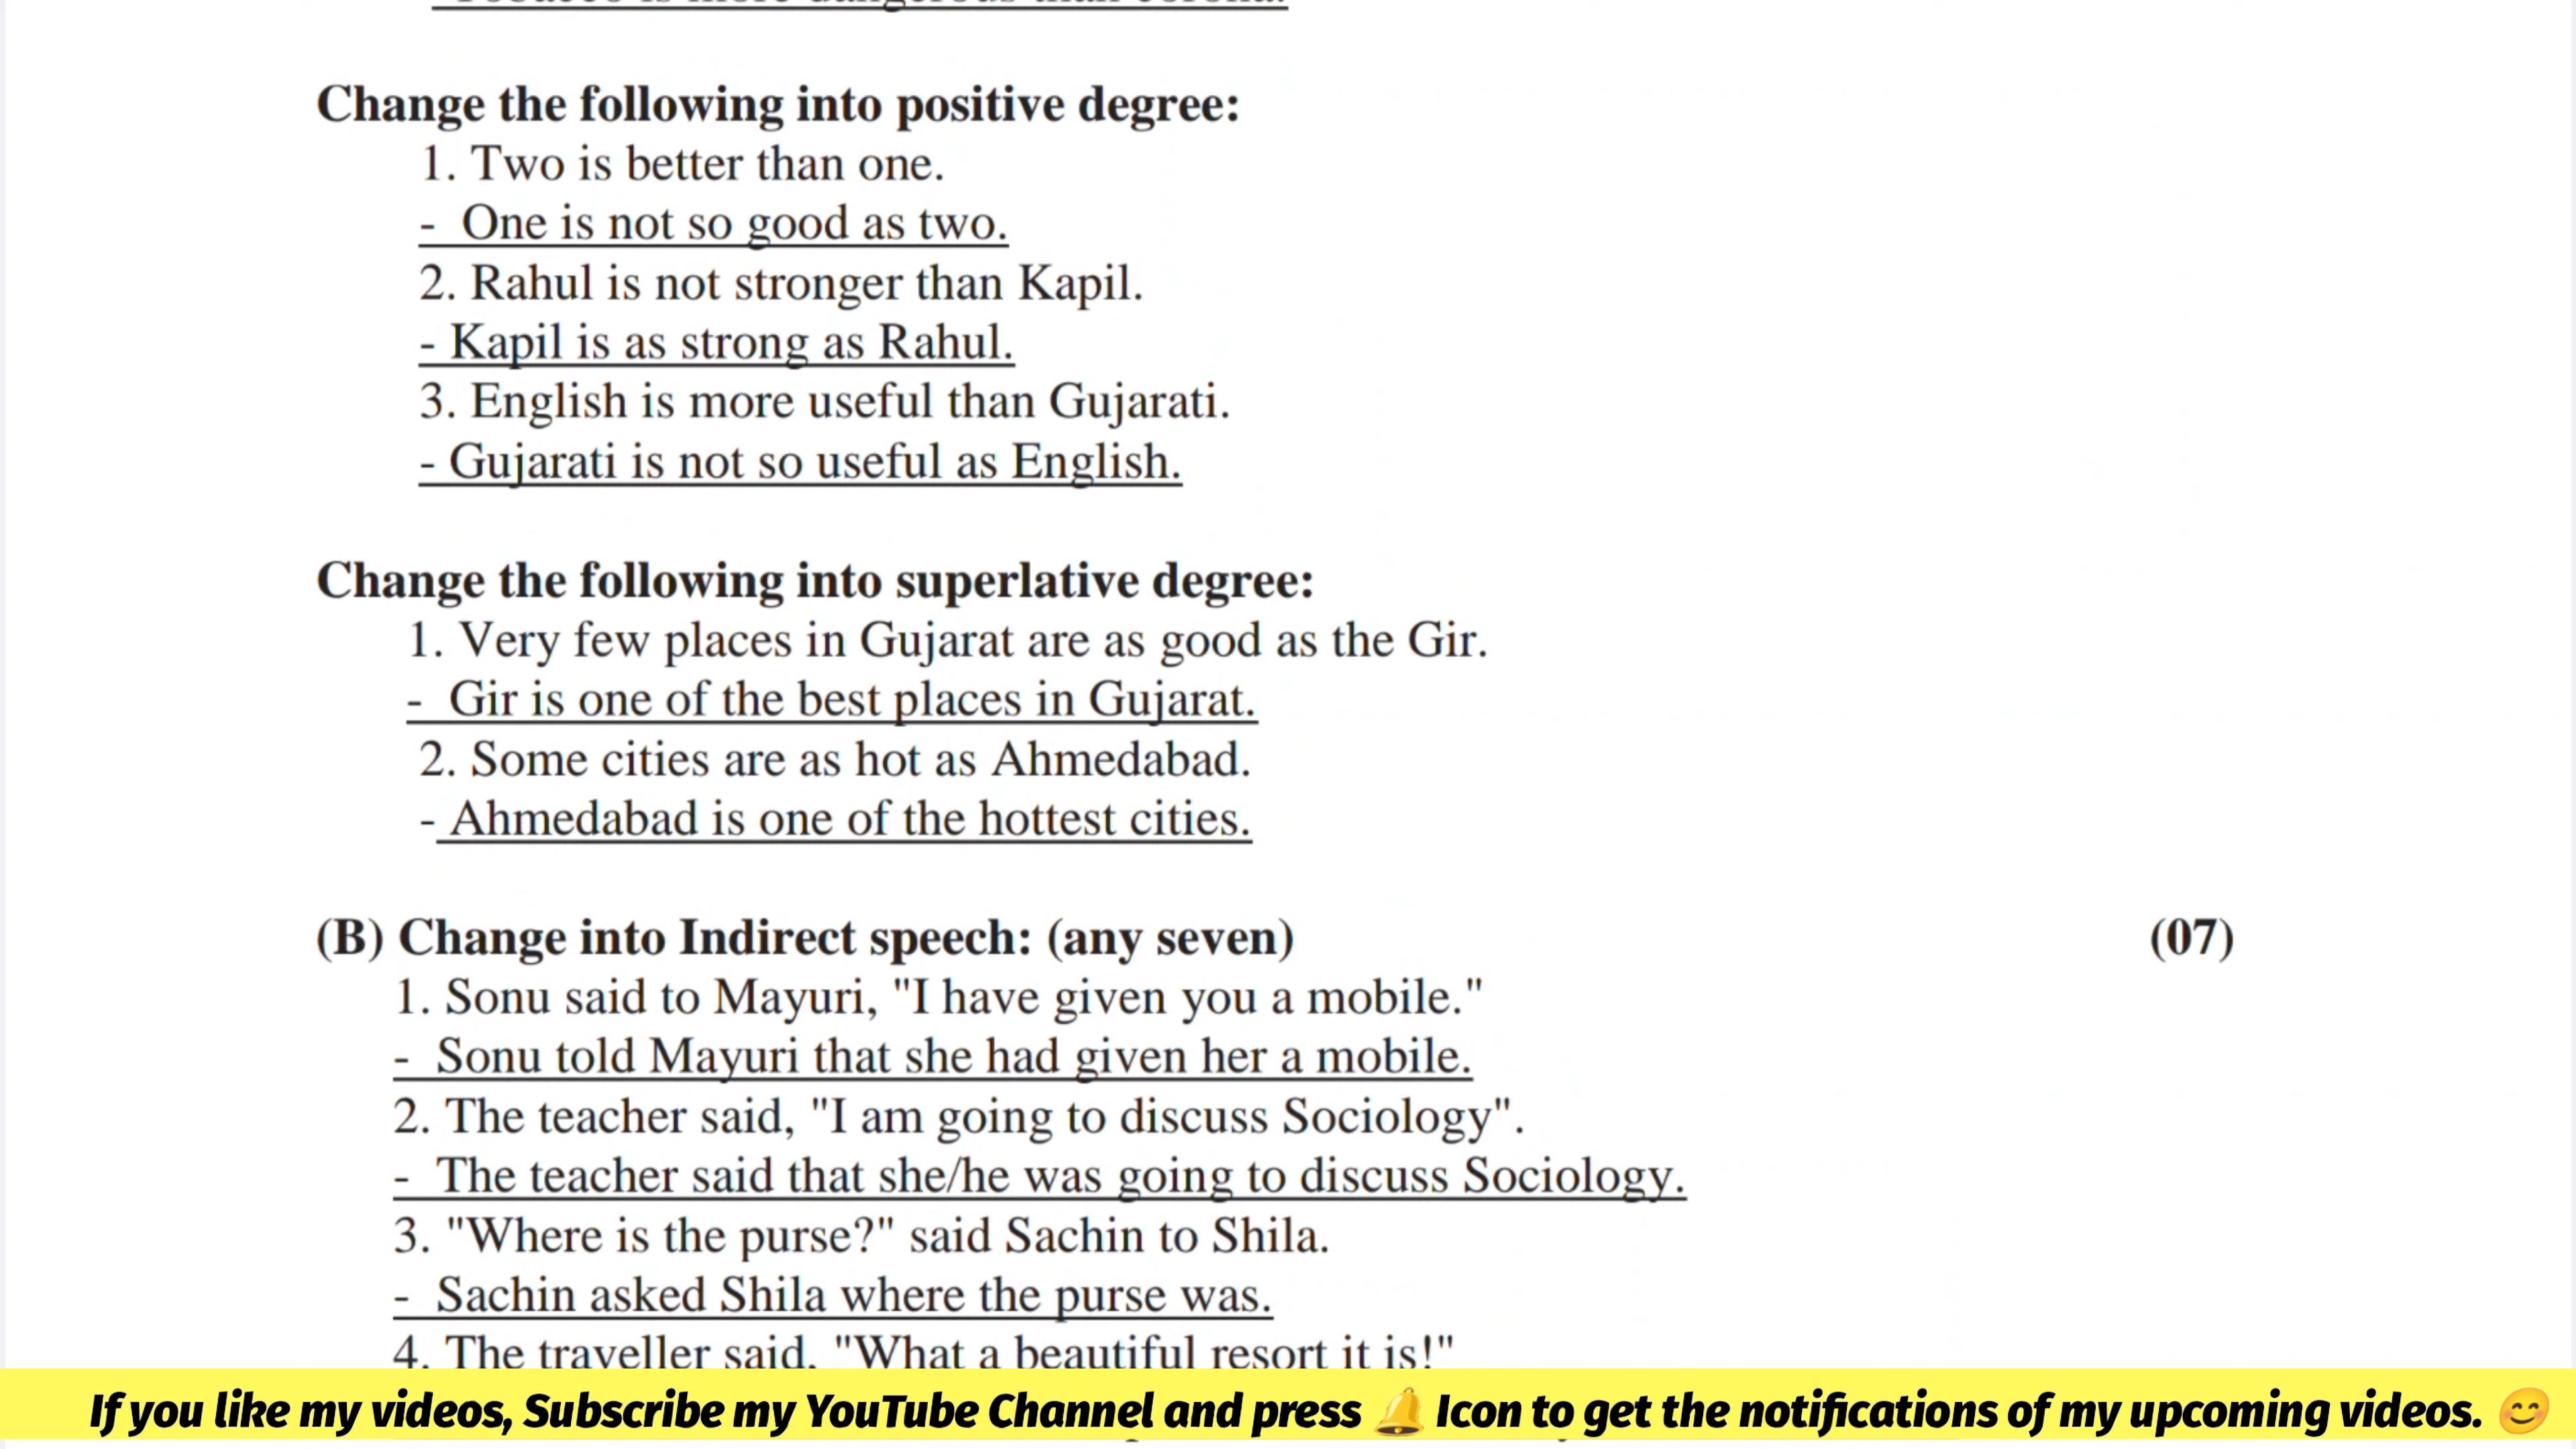 Tobacco is more dangerous than corona.
Change the following into positive degree:
1. Two is better than one.
- One is not so good as two.
2. Rahul is not stronger than Kapil.
- Kapil is as strong as Rahul.
3. English is more useful than Gujarati.
- Gujarati is not so useful as English.
Change the following into superlative degree:
1. Very few places in Gujarat are as good as the Gir.
- Gir is one of the best places in Gujarat.
2. Some cities are as hot as Ahmedabad.
- Ahmedabad is one of the hottest cities.
(B) Change into Indirect speech: (any seven) (07)
1. Sonu said to Mayuri, "I have given you a mobile."
- Sonu told Mayuri that she had given her a mobile.
2. The teacher said, "I am going to discuss Sociology".
- The teacher said that she/he was going to discuss Sociology.
3. "Where is the purse?" said Sachin to Shila.
- Sachin asked Shila where the purse was.
4. The traveller said, "What a beautiful resort it is!"
If you like my videos, Subscribe my YouTube Channel and press 🔔 Icon to get the notifications of my upcoming videos. 😊